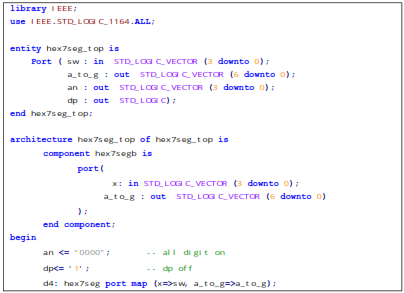 library IEEE;
use IEEE.STD_LOGIC_1164.ALL;
entity hex7seg_top is
Port ( sw : in STD_LOGIC_VECTOR (3 downto 0);
a_to_g : out STD_LOGIC_VECTOR (6 downto 0);
an : out STD_LOGIC_VECTOR (3 downto 0);
dp : out STD_LOGIC);
end hex7seg_top;
architecture hex7seg_top of hex7seg_top is
component hex7segb is
port(
x: in STD_LOGIC_VECTOR (3 downto 0);
a_to_g : out STD_LOGIC_VECTOR (6 downto 0)
);
end component;
begin
an <= "0000"; -- all digit on
dp<= '1'; -- dp off
d4: hex7seg port map (x=>sw, a_to_g=>a_to_g);